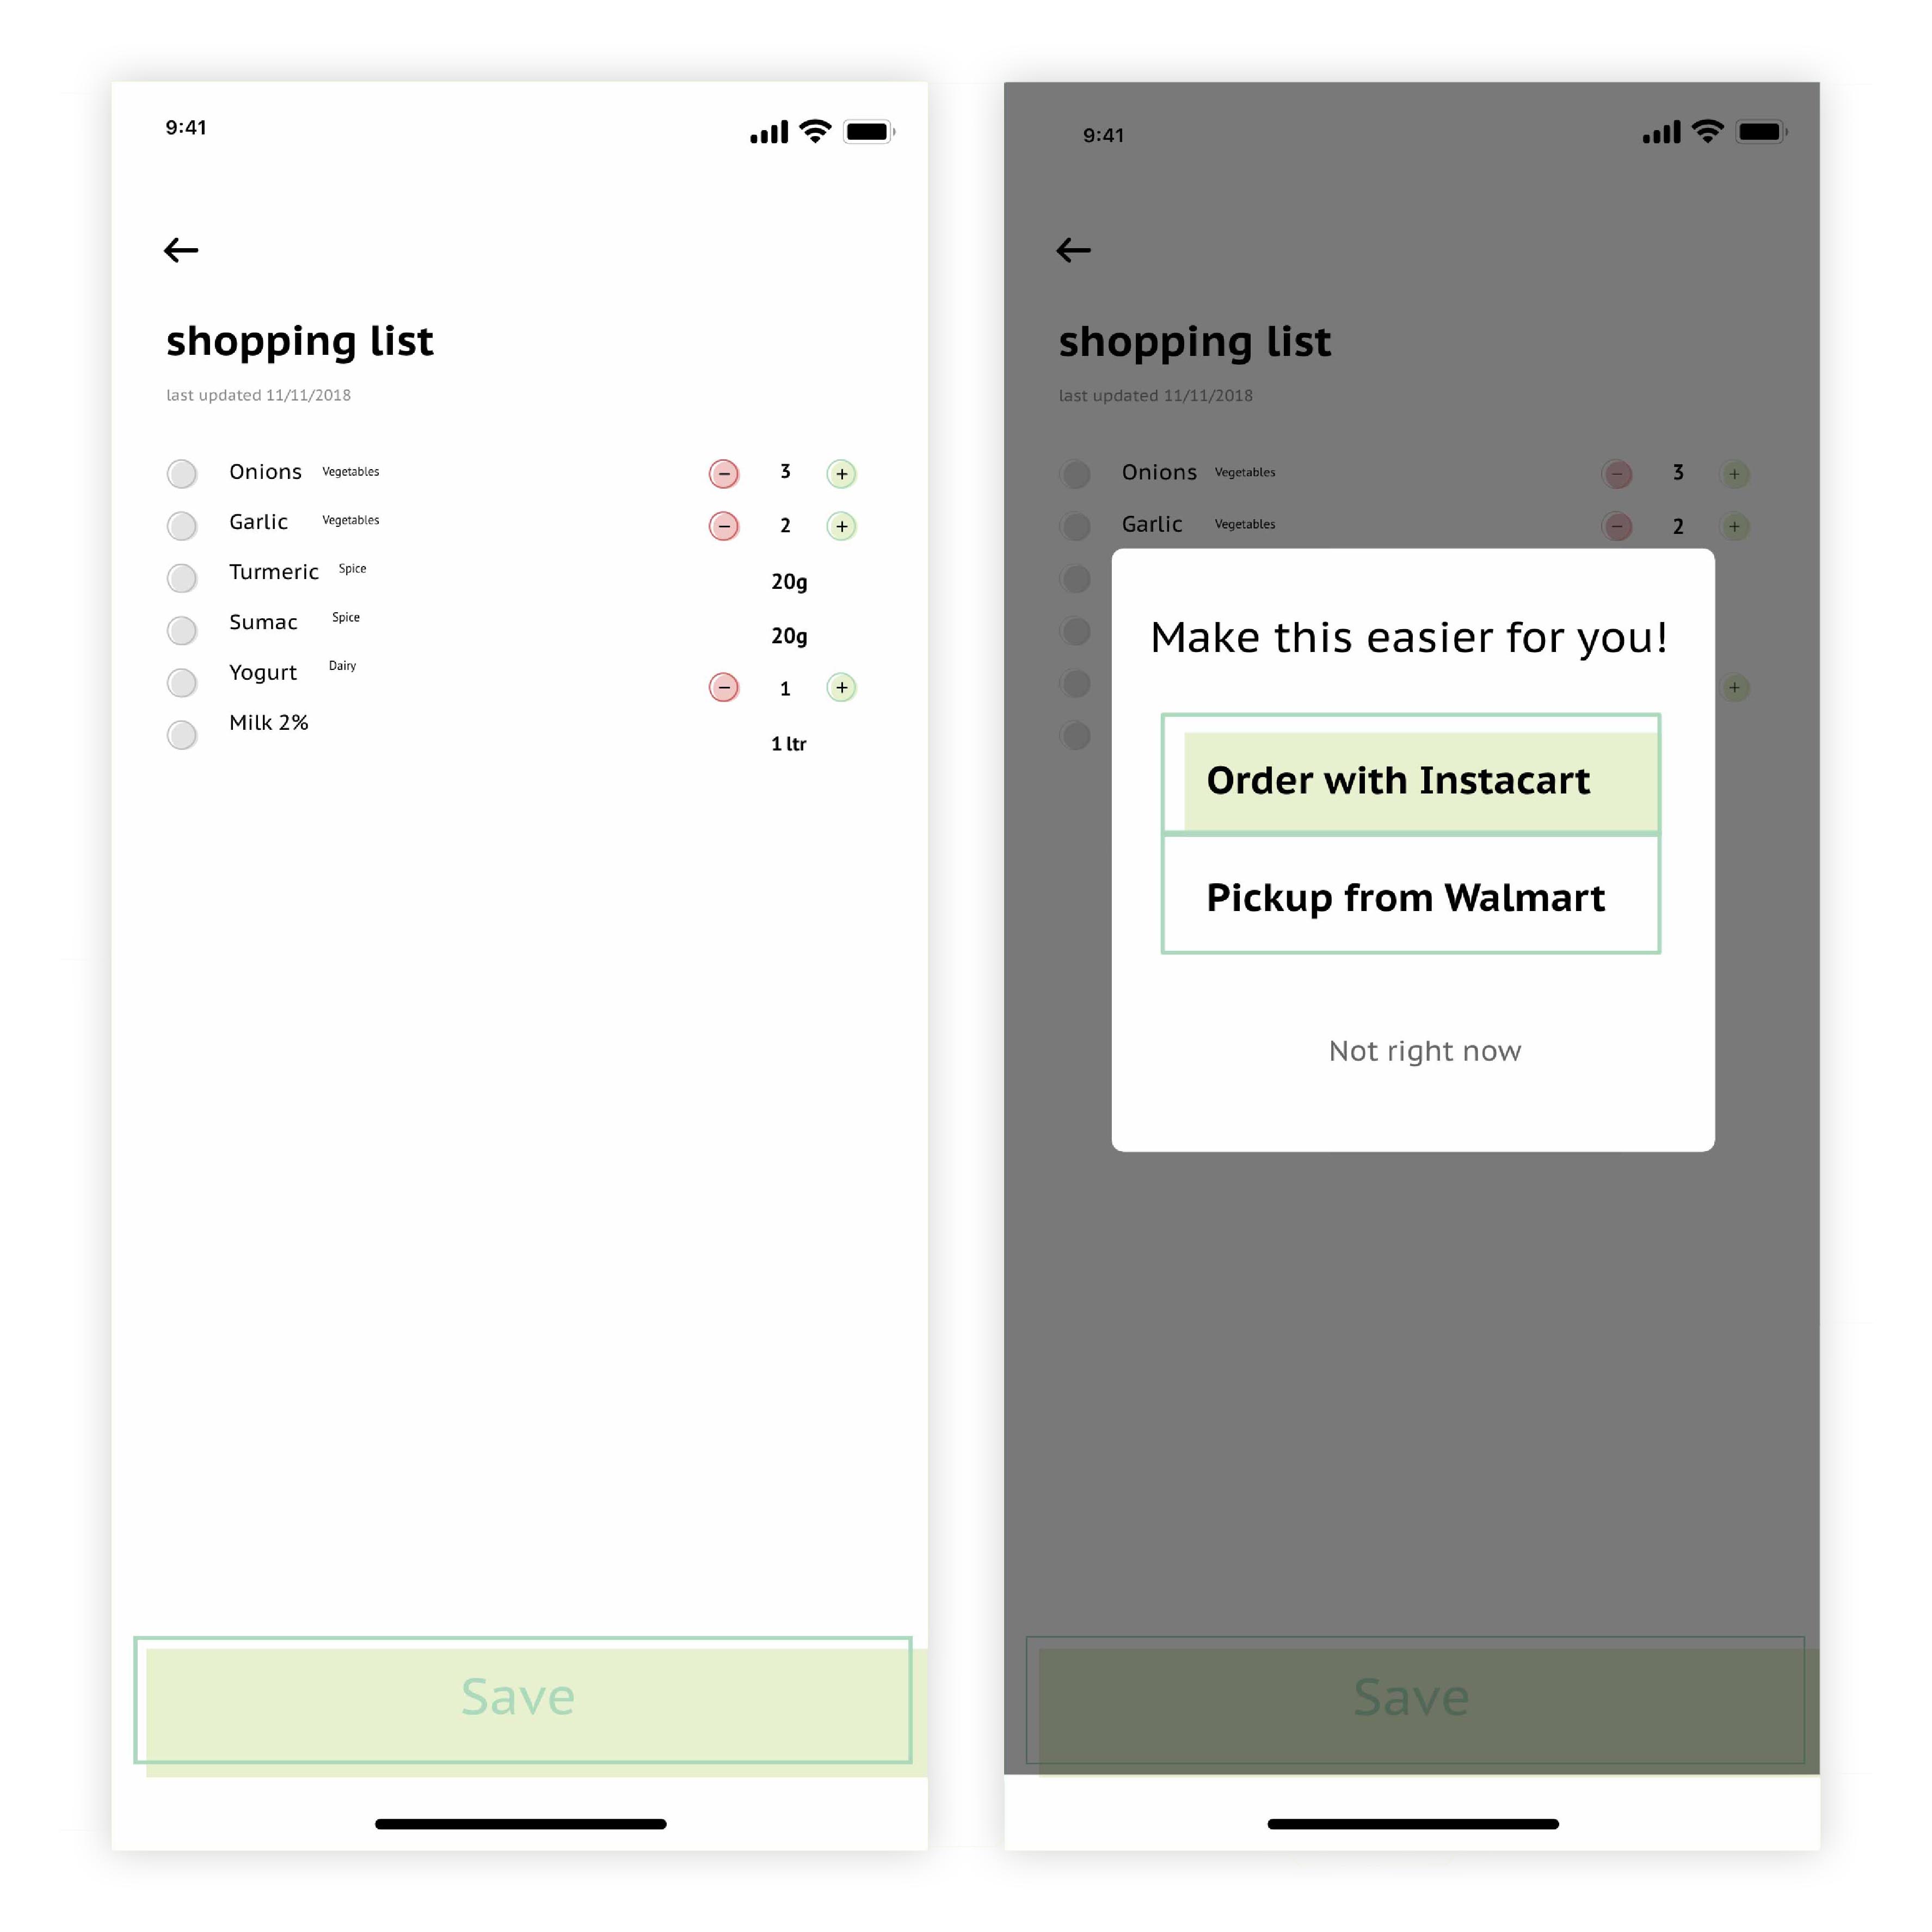 9:41
shopping list
last updated 11/11/2018
Onions Vegetables − 3 +
Garlic Vegetables − 2 +
Turmeric Spice 20g
Sumac Spice 20g
Yogurt Dairy − 1 +
Milk 2% 1 ltr
Save
9:41
shopping list
last updated 11/11/2018
Onions Vegetables − 3 +
Garlic Vegetables − 2 +
+
Make this easier for you!
Order with Instacart
Pickup from Walmart
Not right now
Save